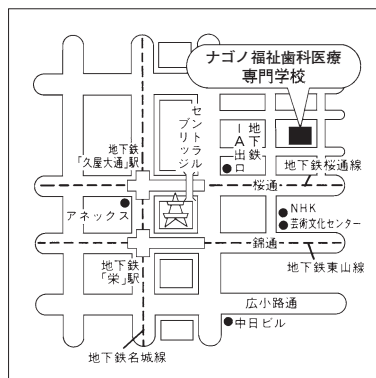 ナゴノ福祉歯科医療
専門学校
セントラル
ブリッジ
地下鉄
1A出口
地下鉄
「久屋大通」駅
地下鉄桜通線
桜通
アネックス
NHK
芸術文化センター
錦通
地下鉄
「栄」駅
地下鉄東山線
広小路通
中日ビル
地下鉄名城線